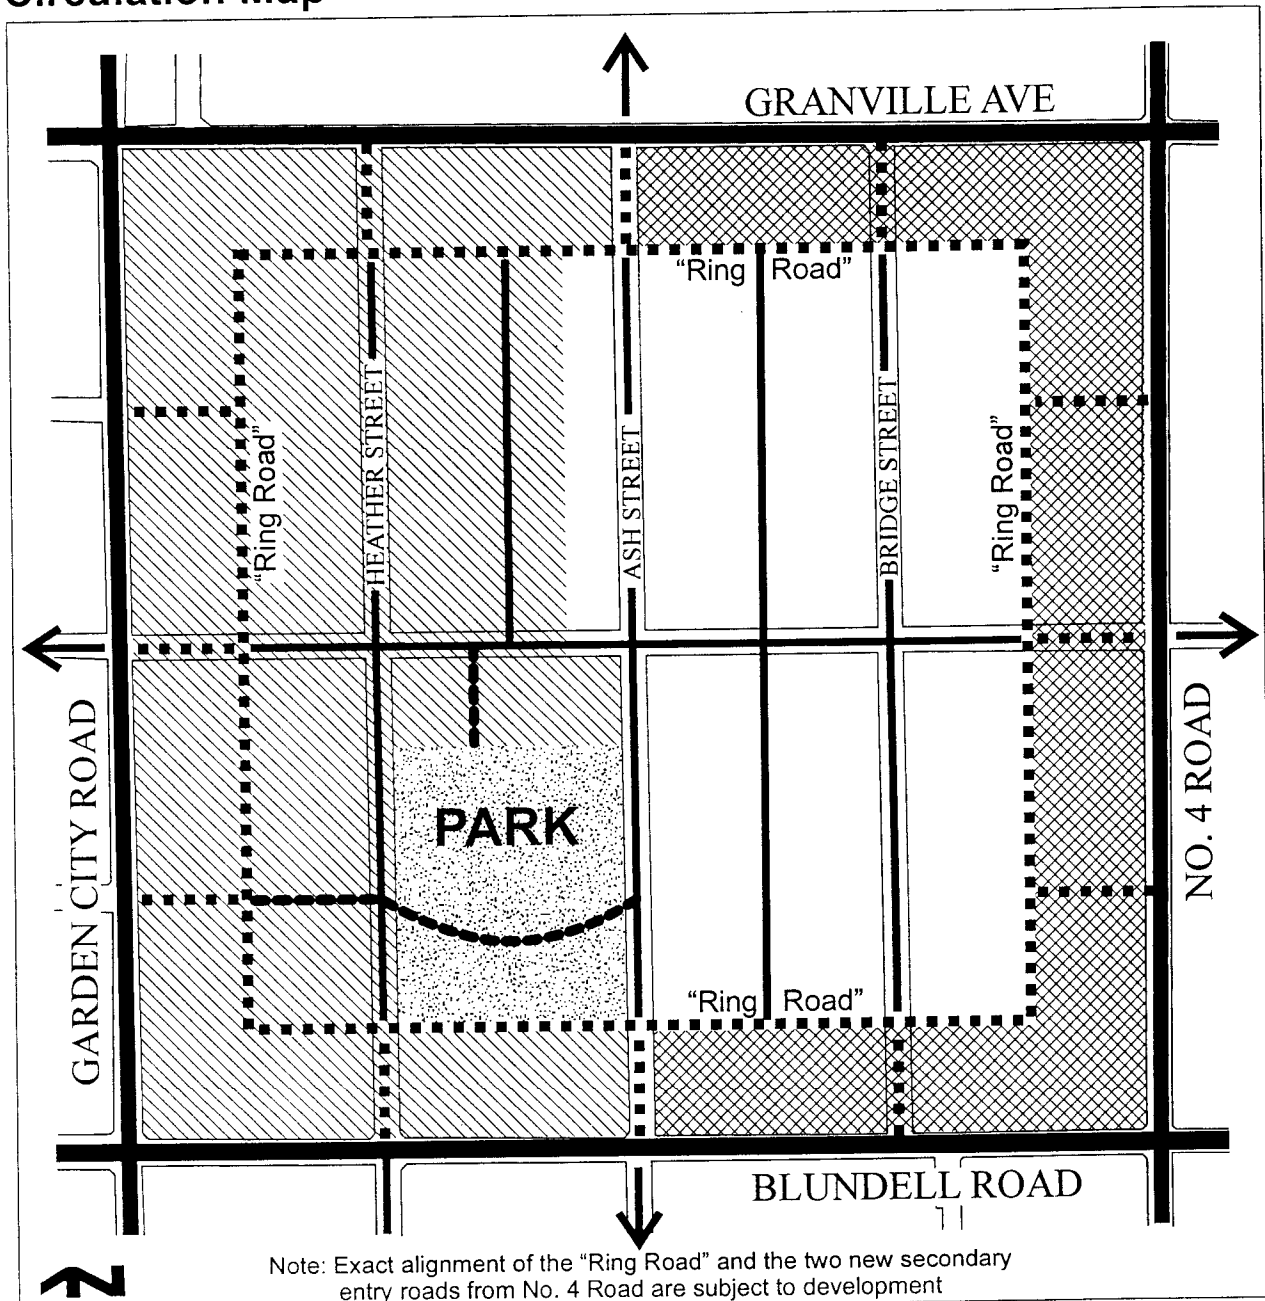 Circulation Map
GRANVILLE AVE
“Ring Road”
“Ring Road”
HEATHER STREET
ASH STREET
BRIDGE STREET
“Ring Road”
GARDEN CITY ROAD
PARK
NO. 4 ROAD
“Ring Road”
BLUNDELL ROAD
Note: Exact alignment of the “Ring Road” and the two new secondary
entry roads from No. 4 Road are subject to development
N